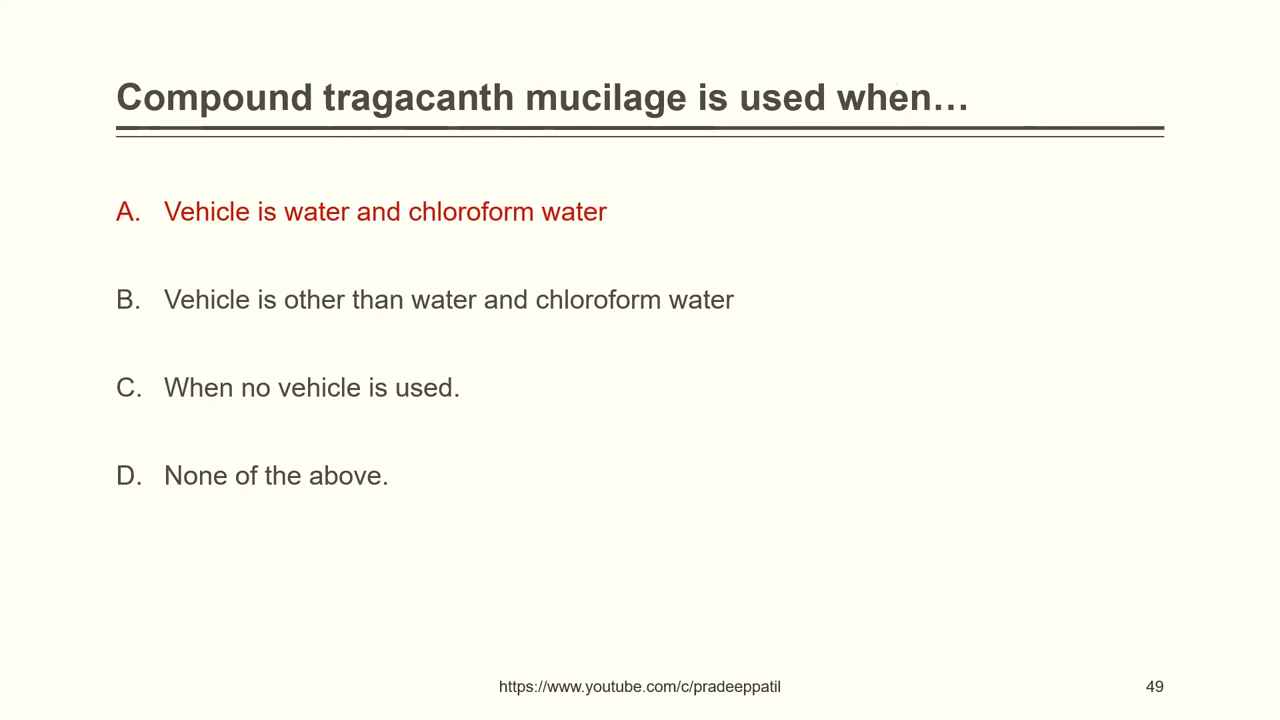 Compound tragacanth mucilage is used when…
A. Vehicle is water and chloroform water
B. Vehicle is other than water and chloroform water
C. When no vehicle is used.
D. None of the above.
https://www.youtube.com/c/pradeeppatil
49